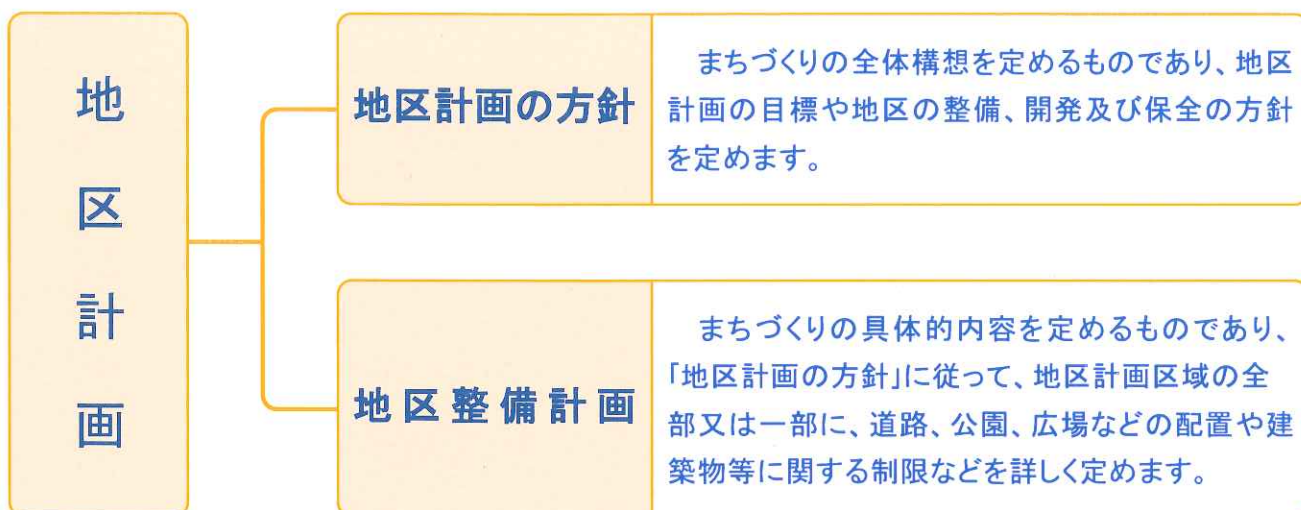 地区計画
地区計画の方針
まちづくりの全体構想を定めるものであり、地区
計画の目標や地区の整備、開発及び保全の方針
を定めます。
地区整備計画
まちづくりの具体的内容を定めるものであり、
「地区計画の方針」に従って、地区計画区域の全
部又は一部に、道路、公園、広場などの配置や建
築物等に関する制限などを詳しく定めます。